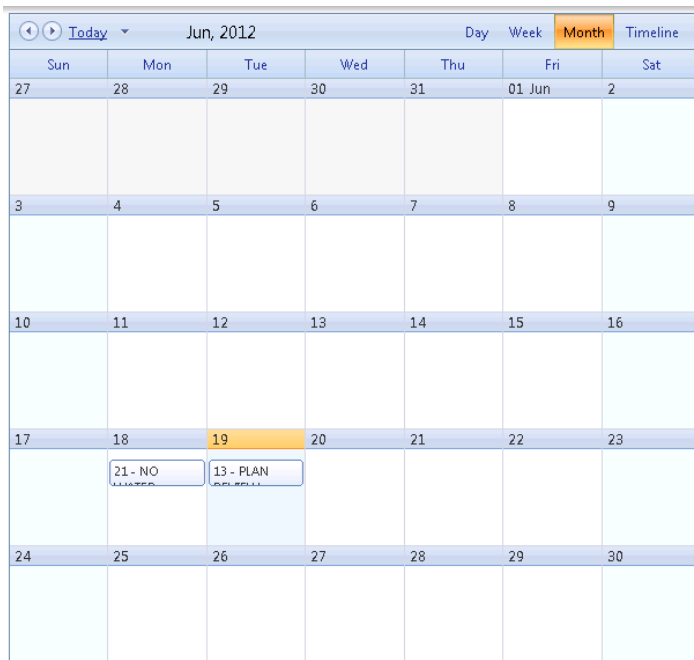 Today Jun, 2012 Day Week Month Timeline
Sun Mon Tue Wed Thu Fri Sat
27 28 29 30 31 01 Jun 2
3 4 5 6 7 8 9
10 11 12 13 14 15 16
17 18 19 20 21 22 23
21 - NO 13 - PLAN
WATER
24 25 26 27 28 29 30